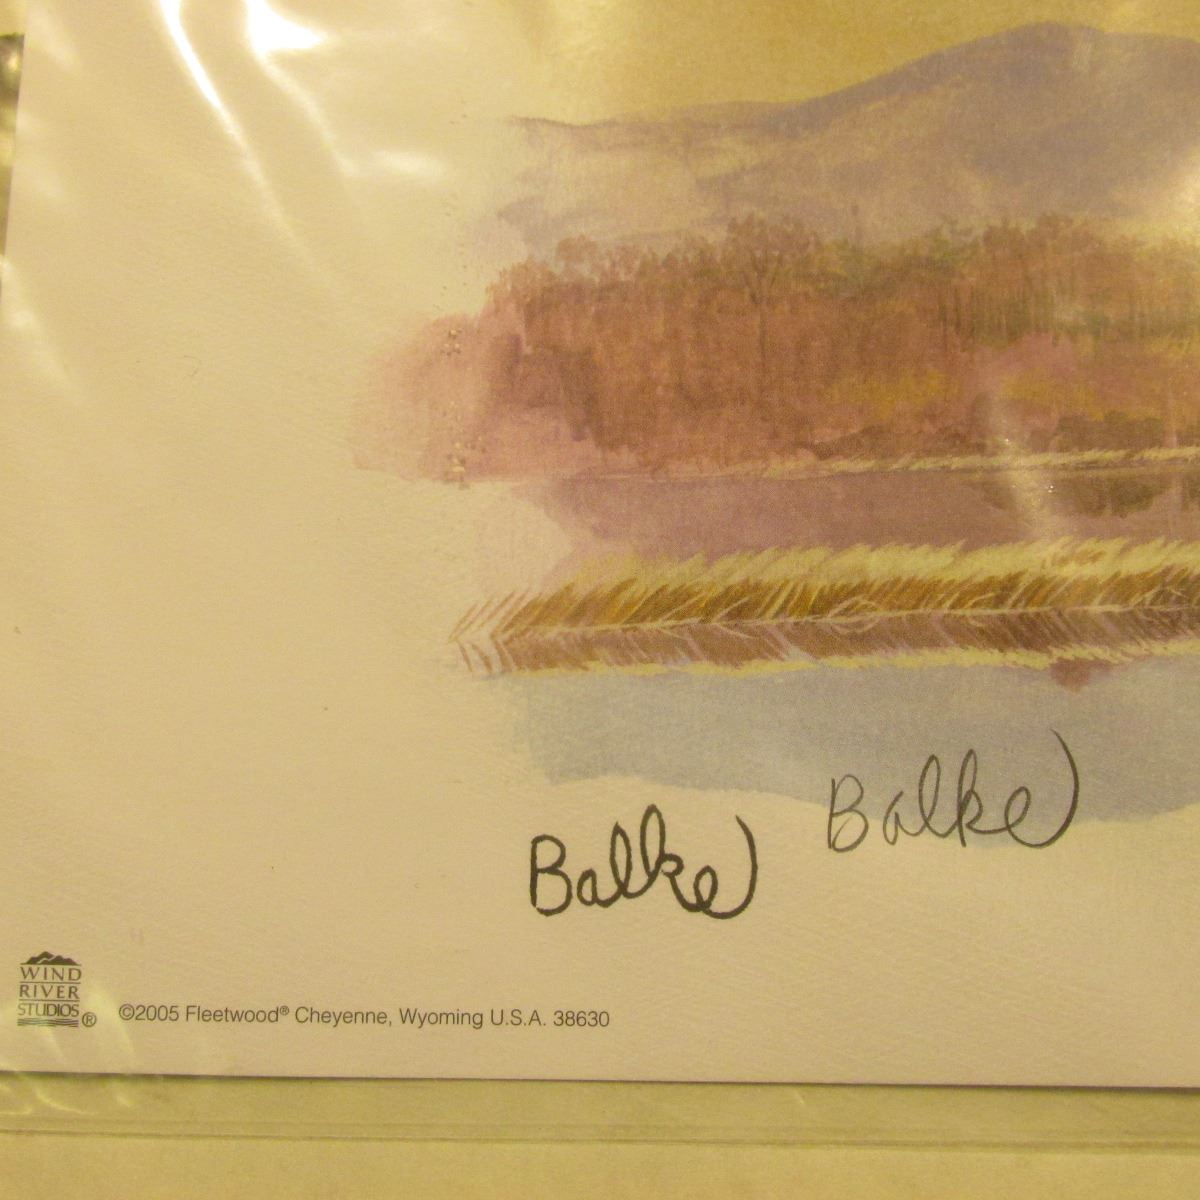 Balke
Balke
WIND
RIVER
STUDIOS®
©2005 Fleetwood® Cheyenne, Wyoming U.S.A. 38630